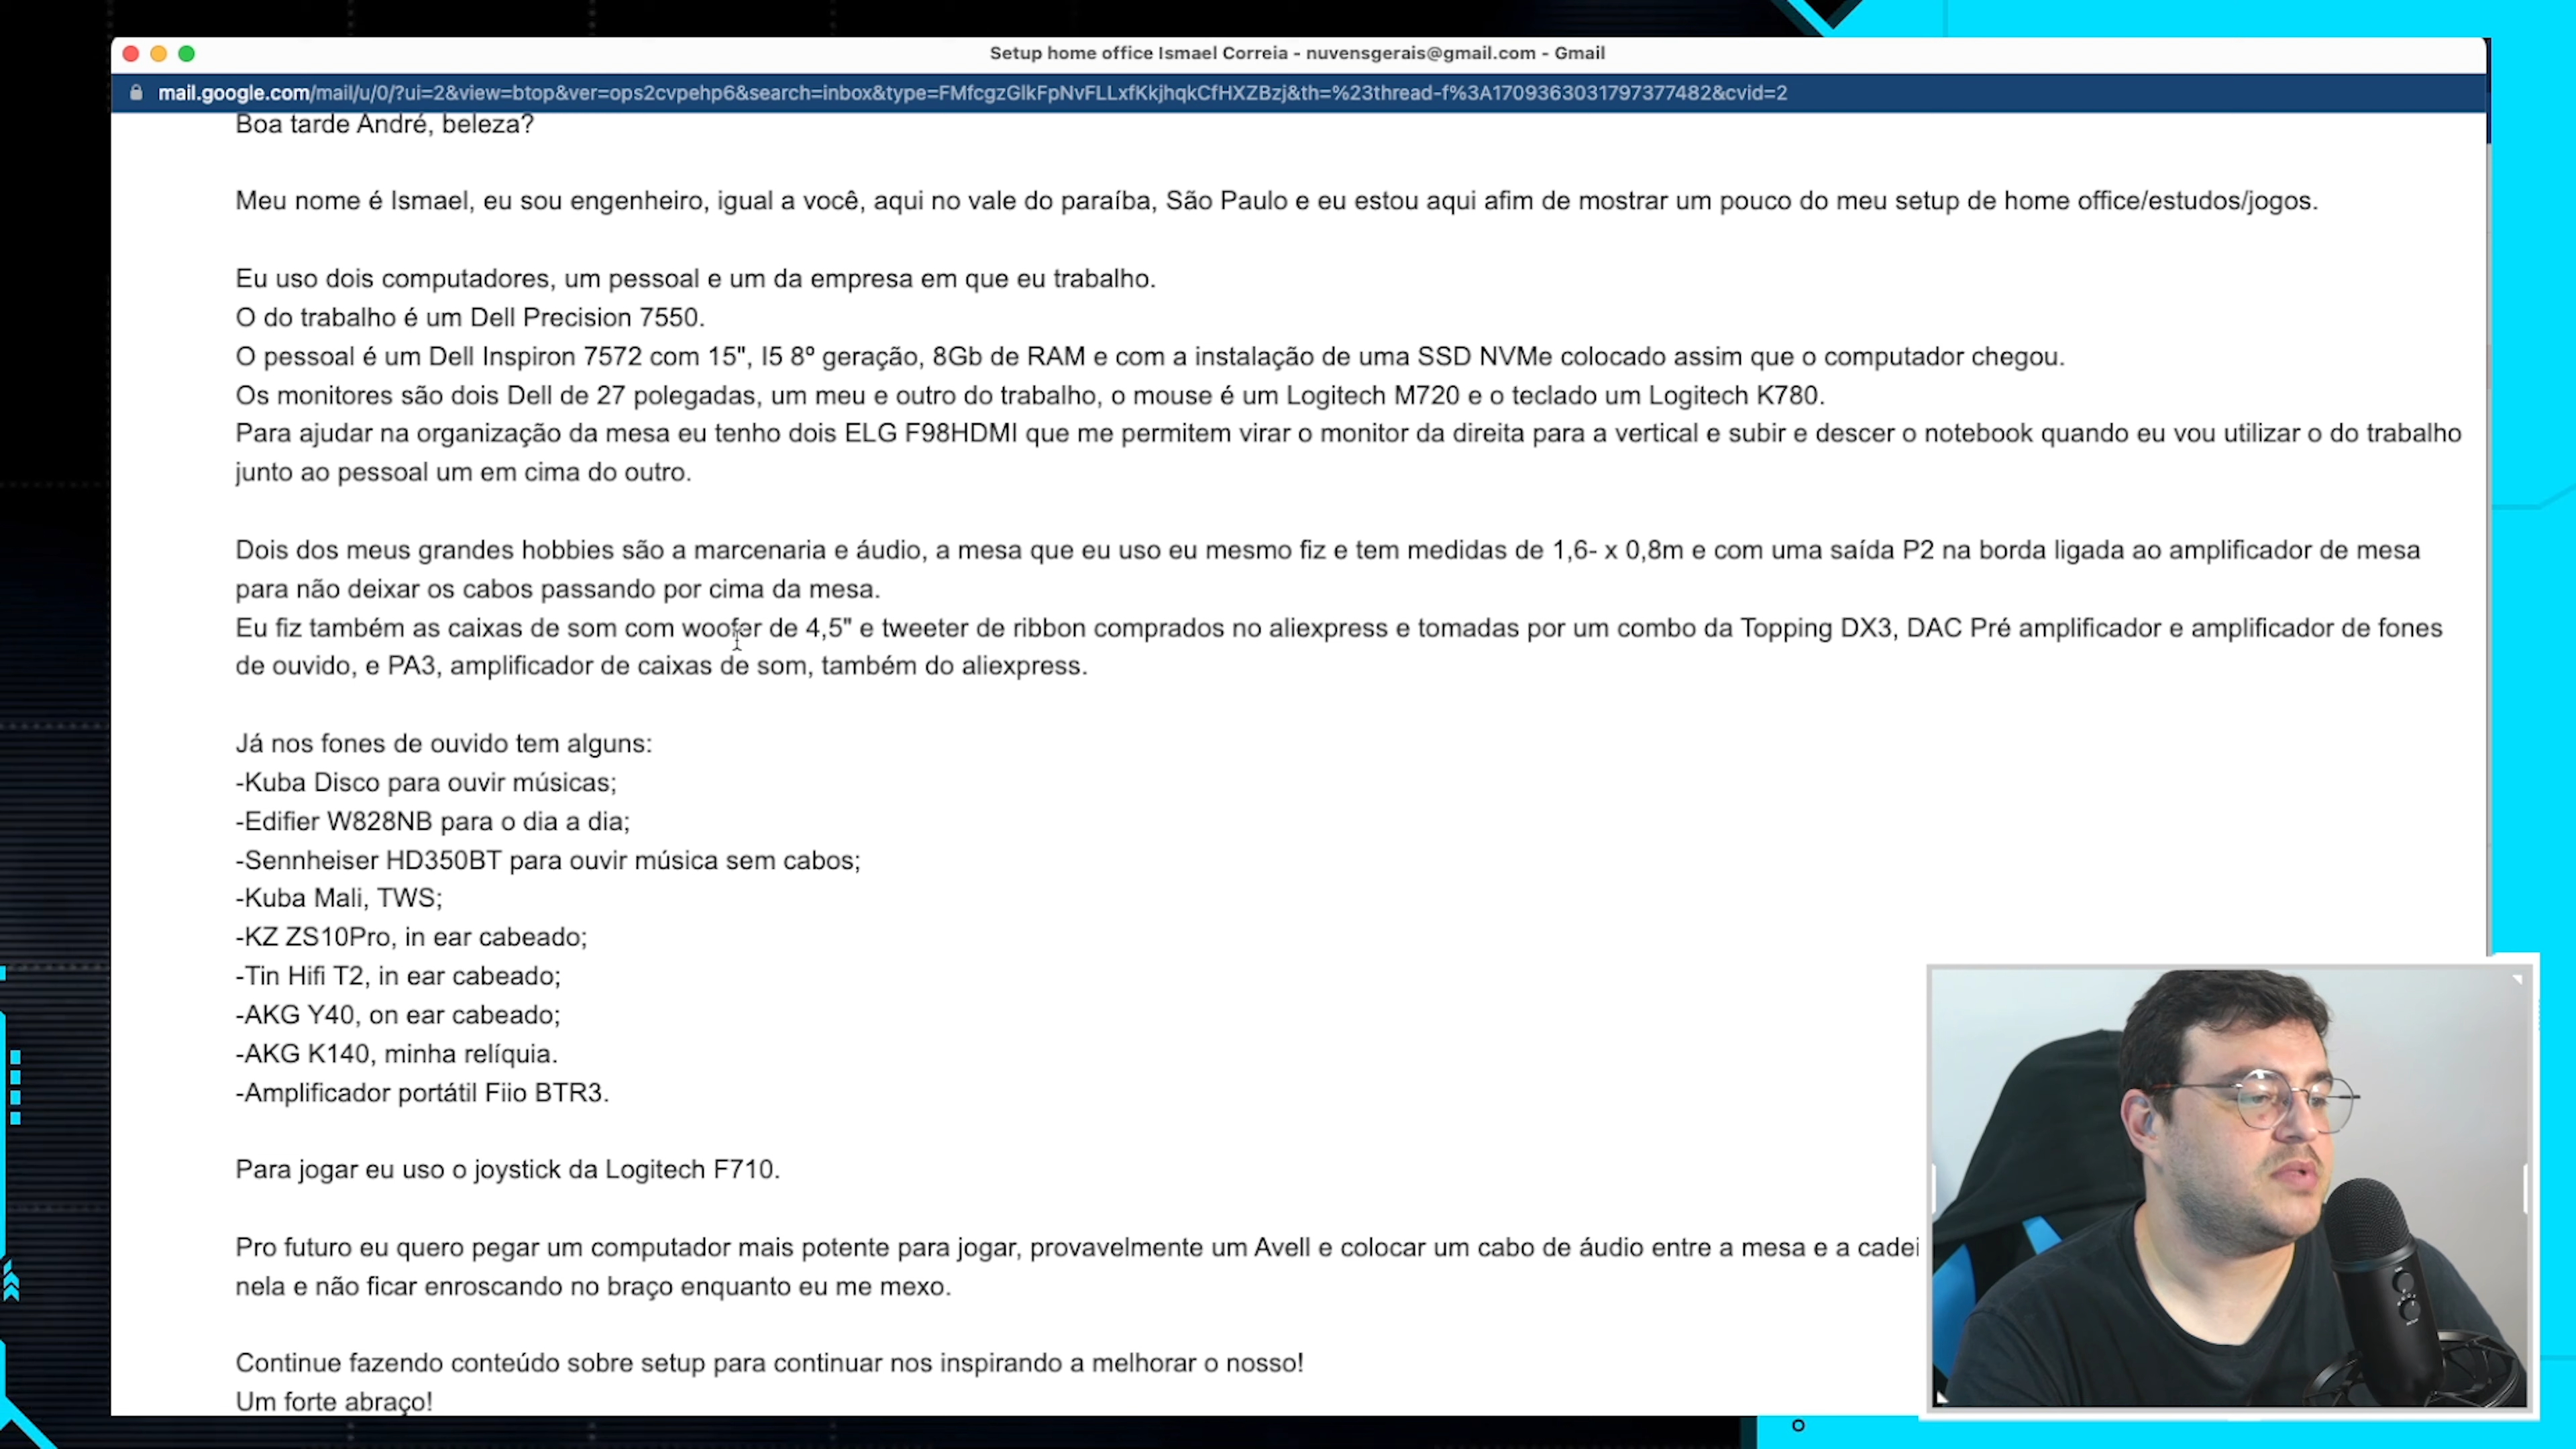 Setup home office Ismael Correia - nuvensgerais@gmail.com - Gmail
mail.google.com/mail/u/0/?ui=2&view=btop&ver=ops2cvpehp6&search=inbox&type=FMfcgzGlkFpNvFLLxfKkjhqkCfHXZBzj&th=%23thread-f%3A1709363031797377482&cvid=2
Boa tarde André, beleza?
Meu nome é Ismael, eu sou engenheiro, igual a você, aqui no vale do paraíba, São Paulo e eu estou aqui afim de mostrar um pouco do meu setup de home office/estudos/jogos.
Eu uso dois computadores, um pessoal e um da empresa em que eu trabalho.
O do trabalho é um Dell Precision 7550.
O pessoal é um Dell Inspiron 7572 com 15", I5 8º geração, 8Gb de RAM e com a instalação de uma SSD NVMe colocado assim que o computador chegou.
Os monitores são dois Dell de 27 polegadas, um meu e outro do trabalho, o mouse é um Logitech M720 e o teclado um Logitech K780.
Para ajudar na organização da mesa eu tenho dois ELG F98HDMI que me permitem virar o monitor da direita para a vertical e subir e descer o notebook quando eu vou utilizar o do trabalho
junto ao pessoal um em cima do outro.
Dois dos meus grandes hobbies são a marcenaria e áudio, a mesa que eu uso eu mesmo fiz e tem medidas de 1,6- x 0,8m e com uma saída P2 na borda ligada ao amplificador de mesa
para não deixar os cabos passando por cima da mesa.
Eu fiz também as caixas de som com woofer de 4,5" e tweeter de ribbon comprados no aliexpress e tomadas por um combo da Topping DX3, DAC Pré amplificador e amplificador de fones
de ouvido, e PA3, amplificador de caixas de som, também do aliexpress.
Já nos fones de ouvido tem alguns:
-Kuba Disco para ouvir músicas;
-Edifier W828NB para o dia a dia;
-Sennheiser HD350BT para ouvir música sem cabos;
-Kuba Mali, TWS;
-KZ ZS10Pro, in ear cabeado;
-Tin Hifi T2, in ear cabeado;
-AKG Y40, on ear cabeado;
-AKG K140, minha relíquia.
-Amplificador portátil Fiio BTR3.
Para jogar eu uso o joystick da Logitech F710.
Pro futuro eu quero pegar um computador mais potente para jogar, provavelmente um Avell e colocar um cabo de áudio entre a mesa e a cadei
nela e não ficar enroscando no braço enquanto eu me mexo.
Continue fazendo conteúdo sobre setup para continuar nos inspirando a melhorar o nosso!
Um forte abraço!